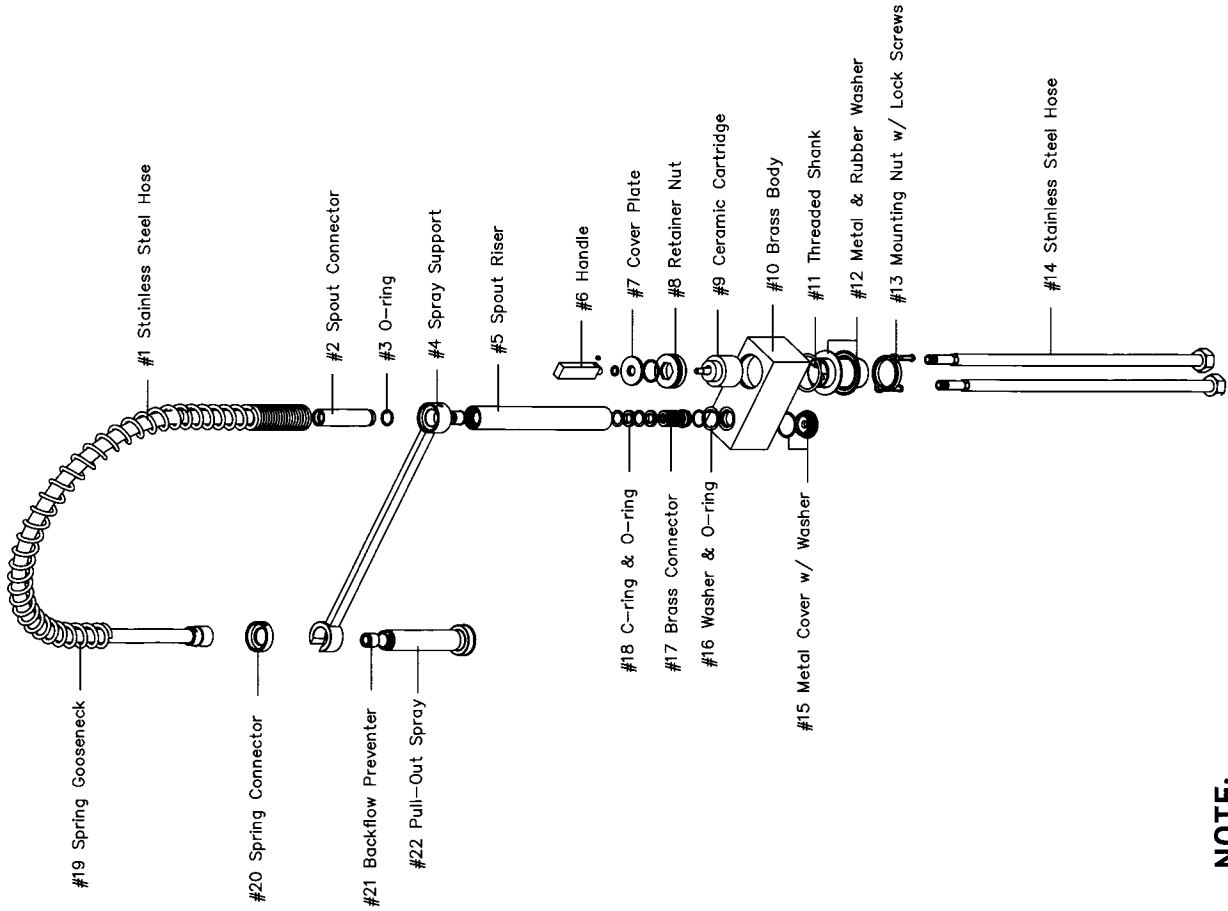 #1 Stainless Steel Hose
#2 Spout Connector
#3 O-ring
#4 Spray Support
#5 Spout Riser
#6 Handle
#7 Cover Plate
#8 Retainer Nut
#9 Ceramic Cartridge
#10 Brass Body
#11 Threaded Shank
#12 Metal & Rubber Washer
#13 Mounting Nut w/ Lock Screws
#14 Stainless Steel Hose
#19 Spring Gooseneck
#20 Spring Connector
#21 Backflow Preventer
#22 Pull-Out Spray
#18 C-ring & O-ring
#17 Brass Connector
#16 Washer & O-ring
#15 Metal Cover w/ Washer
NOTE: